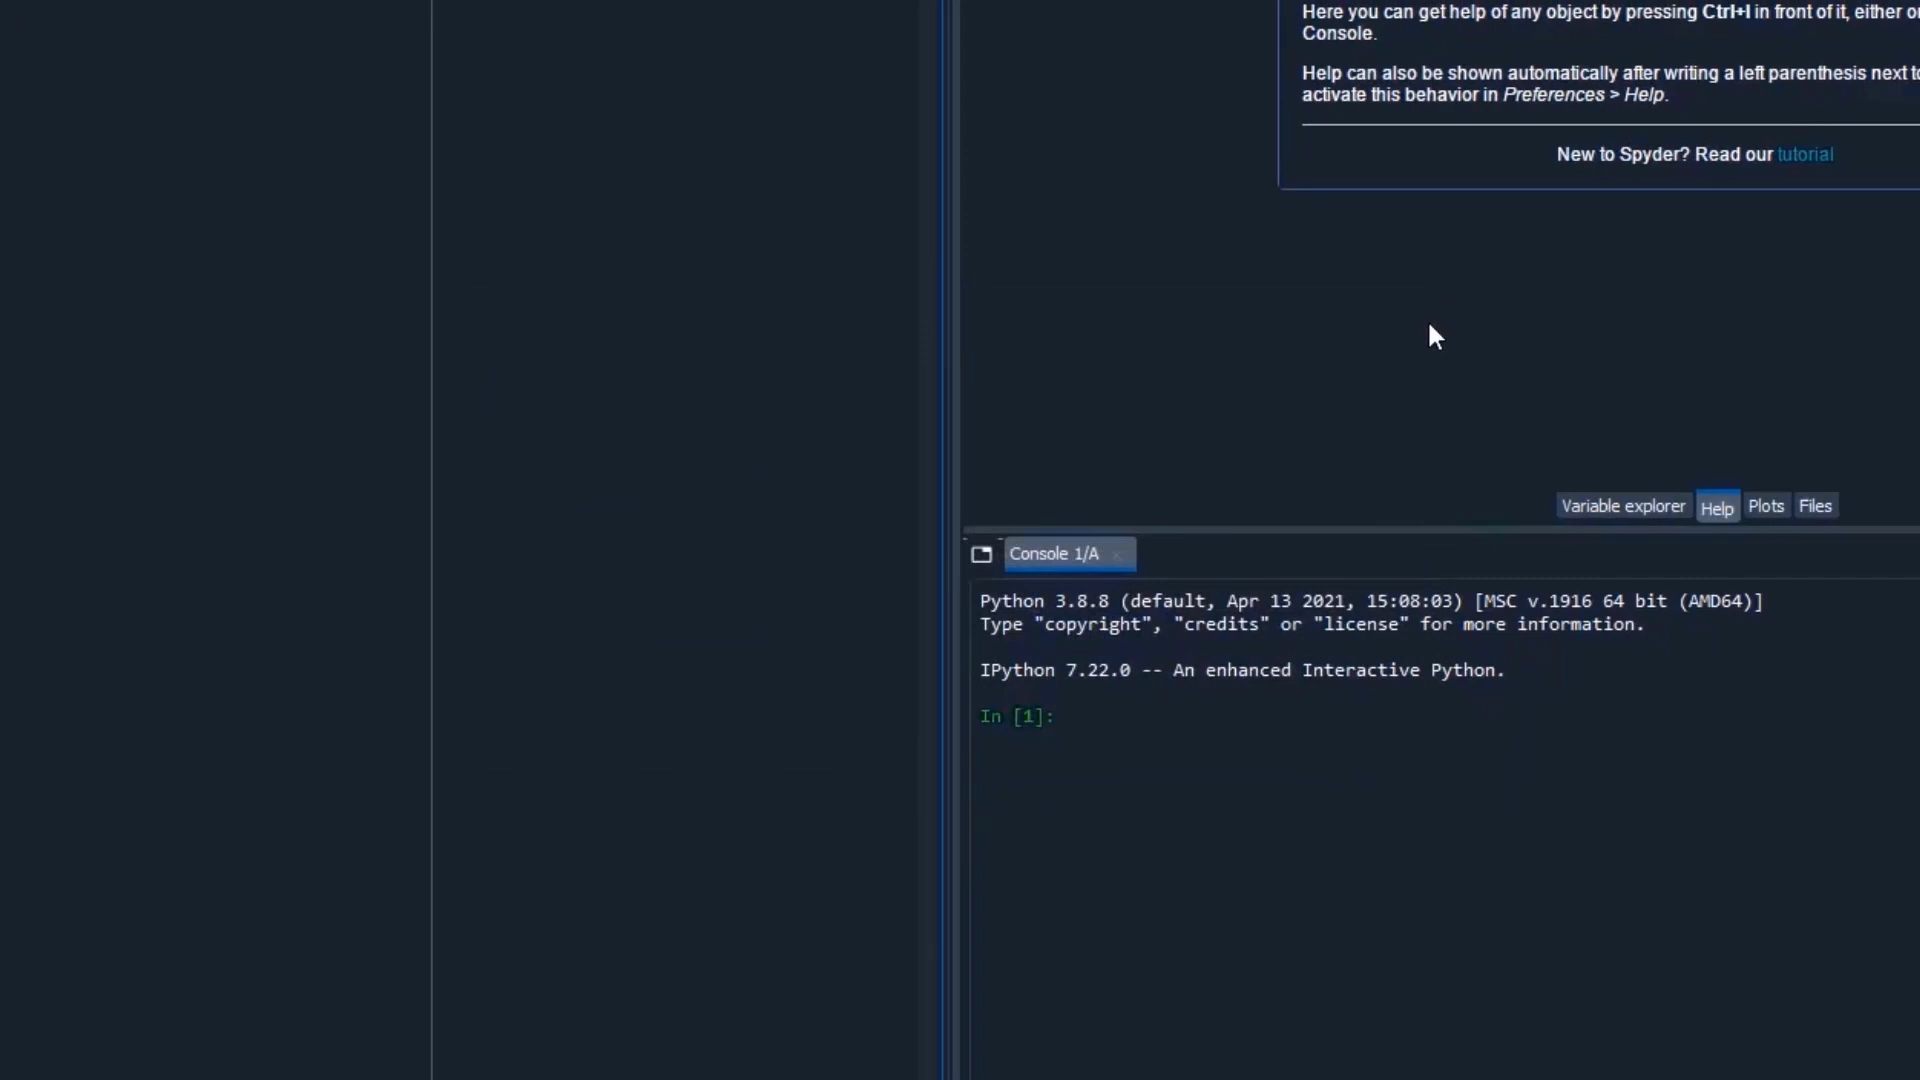 Here you can get help of any object by pressing Ctrl+I in front of it, either
Console.
Help can also be shown automatically after writing a left parenthesis next
activate this behavior in Preferences > Help.
New to Spyder? Read our tutorial
Variable explorer Help Plots Files
Console 1/A
Python 3.8.8 (default, Apr 13 2021, 15:08:03) [MSC v.1916 64 bit (AMD64)]
Type "copyright", "credits" or "license" for more information.
IPython 7.22.0 -- An enhanced Interactive Python.
In [1]: